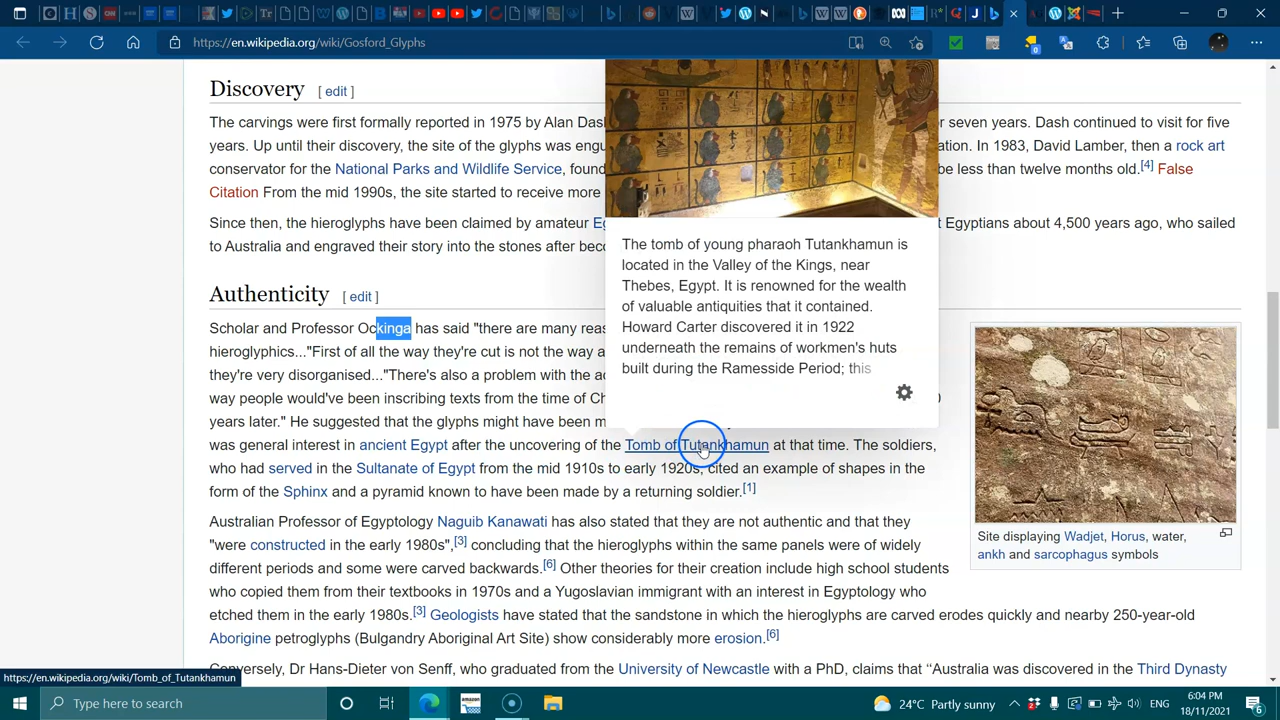 https://en.wikipedia.org/wiki/Gosford_Glyphs
0
Discovery [ edit ]
The carvings were first formally reported in 1975 by Alan Dash
r seven years. Dash continued to visit for five
years. Up until their discovery, the site of the glyphs was engu
ation. In 1983, David Lamber, then a rock art
conservator for the National Parks and Wildlife Service, found
be less than twelve months old.[4] False
Citation From the mid 1990s, the site started to receive more
Since then, the hieroglyphs have been claimed by amateur Eg
t Egyptians about 4,500 years ago, who sailed
to Australia and engraved their story into the stones after beco
The tomb of young pharaoh Tutankhamun is
located in the Valley of the Kings, near
Thebes, Egypt. It is renowned for the wealth
of valuable antiquities that it contained.
Howard Carter discovered it in 1922
underneath the remains of workmen's huts
built during the Ramesside Period; this
Authenticity [ edit ]
Scholar and Professor Ockinga has said "there are many reas
hieroglyphics..."First of all the way they're cut is not the way a
they're very disorganised..."There's also a problem with the a
way people would've been inscribing texts from the time of Ch
0
years later." He suggested that the glyphs might have been m
was general interest in ancient Egypt after the uncovering of the Tomb of Tutankhamun at that time. The soldiers,
who had served in the Sultanate of Egypt from the mid 1910s to early 1920s, cited an example of shapes in the
form of the Sphinx and a pyramid known to have been made by a returning soldier.[1]
Site displaying Wadjet, Horus, water,
ankh and sarcophagus symbols
Australian Professor of Egyptology Naguib Kanawati has also stated that they are not authentic and that they
"were constructed in the early 1980s",[3] concluding that the hieroglyphs within the same panels were of widely
different periods and some were carved backwards.[6] Other theories for their creation include high school students
who copied them from their textbooks in 1970s and a Yugoslavian immigrant with an interest in Egyptology who
etched them in the early 1980s.[3] Geologists have stated that the sandstone in which the hieroglyphs are carved erodes quickly and nearby 250-year-old
Aborigine petroglyphs (Bulgandry Aboriginal Art Site) show considerably more erosion.[6]
Conversely, Dr Hans-Dieter von Senff, who graduated from the University of Newcastle with a PhD, claims that “Australia was discovered in the Third Dynasty
https://en.wikipedia.org/wiki/Tomb_of_Tutankhamun
Type here to search
amazon
24°C Partly sunny
ENG
6:04 PM
18/11/2021
6